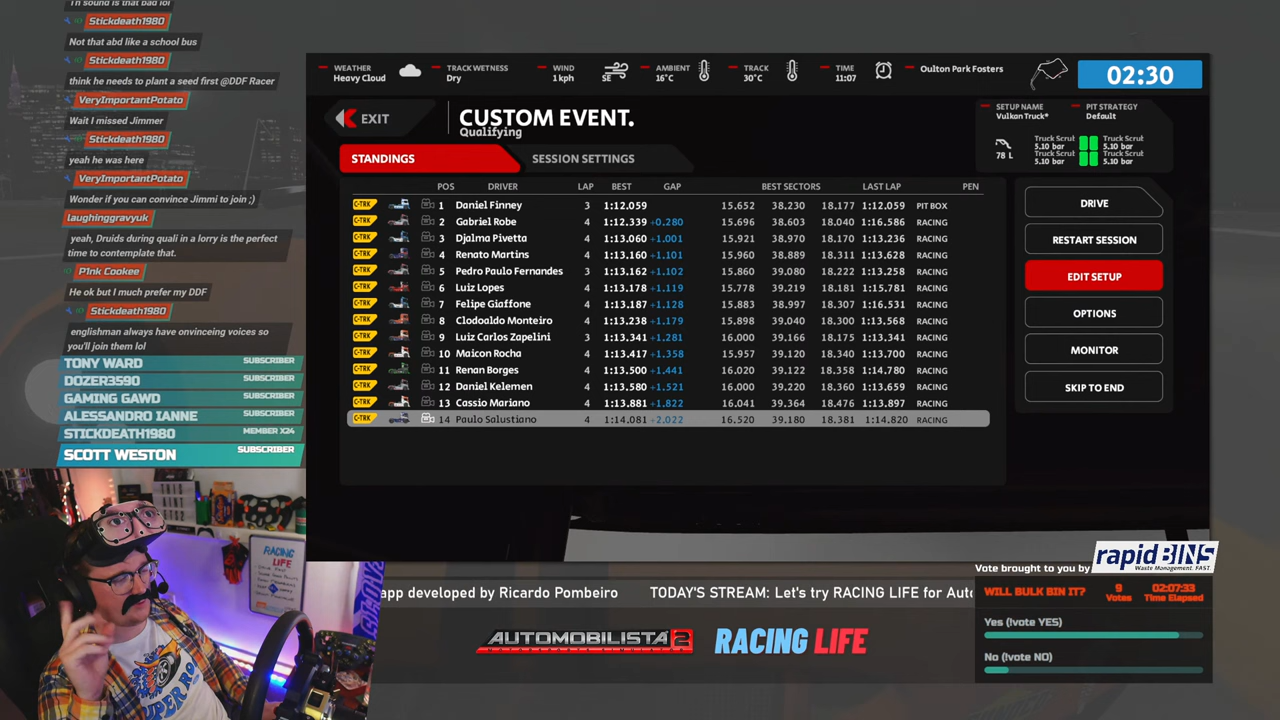 Th sound is that bad lol
Stickdeath1980
Not that abd like a school bus
Stickdeath1980
think he needs to plant a seed first @DDF Racer
VeryImportantPotato
Wait I missed Jimmer
Stickdeath1980
yeah he was here
VeryImportantPotato
Wonder if you can convince Jimmi to join ;)
laughinggravyuk
yeah, Druids during quali in a lorry is the perfect
time to contemplate that.
P1nk Cookee
He ok but I much prefer my DDF
Stickdeath1980
englishman always have onvinceing voices so
you'll join them lol
TONY WARD SUBSCRIBER
DOZER3590 SUBSCRIBER
GAMING GAWD SUBSCRIBER
ALESSANDRO IANNE SUBSCRIBER
STICKDEATH1980 MEMBER X24
SCOTT WESTON SUBSCRIBER
WEATHER TRACK WETNESS WIND AMBIENT TRACK TIME Oulton Park Fosters
Heavy Cloud Dry 1 kph SE 16°C 30°C 11:07
02:30
EXIT
CUSTOM EVENT.
Qualifying
SETUP NAME PIT STRATEGY
Vulkan Truck* Default
78 L
Truck Scrut Truck Scrut
5.10 bar 5.10 bar
Truck Scrut Truck Scrut
5.10 bar 5.10 bar
STANDINGS SESSION SETTINGS
POS DRIVER LAP BEST GAP BEST SECTORS LAST LAP PEN
C-TRK 1 Daniel Finney 3 1:12.059 15.652 38.230 18.177 1:12.059 PIT BOX
C-TRK 2 Gabriel Robe 4 1:12.339 +0.280 15.696 38.603 18.040 1:16.586 RACING
C-TRK 3 Djalma Pivetta 4 1:13.060 +1.001 15.921 38.970 18.170 1:13.236 RACING
C-TRK 4 Renato Martins 4 1:13.160 +1.101 15.960 38.889 18.311 1:13.628 RACING
C-TRK 5 Pedro Paulo Fernandes 3 1:13.162 +1.102 15.860 39.080 18.222 1:13.258 RACING
C-TRK 6 Luiz Lopes 4 1:13.178 +1.119 15.778 39.219 18.181 1:15.781 RACING
C-TRK 7 Felipe Giaffone 4 1:13.187 +1.128 15.883 38.997 18.307 1:16.531 RACING
C-TRK 8 Clodoaldo Monteiro 4 1:13.238 +1.179 15.898 39.040 18.300 1:13.568 RACING
C-TRK 9 Luiz Carlos Zapelini 3 1:13.341 +1.281 16.000 39.166 18.175 1:13.341 RACING
C-TRK 10 Maicon Rocha 4 1:13.417 +1.358 15.957 39.120 18.340 1:13.700 RACING
C-TRK 11 Renan Borges 4 1:13.500 +1.441 16.020 39.122 18.358 1:14.780 RACING
C-TRK 12 Daniel Kelemen 4 1:13.580 +1.521 16.000 39.220 18.360 1:13.659 RACING
C-TRK 13 Cassio Mariano 4 1:13.881 +1.822 16.041 39.364 18.476 1:13.897 RACING
C-TRK 14 Paulo Salustiano 4 1:14.081 +2.022 16.520 39.180 18.381 1:14.820 RACING
DRIVE
RESTART SESSION
EDIT SETUP
OPTIONS
MONITOR
SKIP TO END
RACING
LIFE
SUPER
app developed by Ricardo Pombeiro TODAY'S STREAM: Let's try RACING LIFE for Auto
AUTOMOBILISTA 2 RACING LIFE
Vote brought to you by rapidBINS
Waste Management. FAST.
WILL BULK BIN IT? 9 Votes 02:07:33 Time Elapsed
Yes (!vote YES)
No (!vote NO)